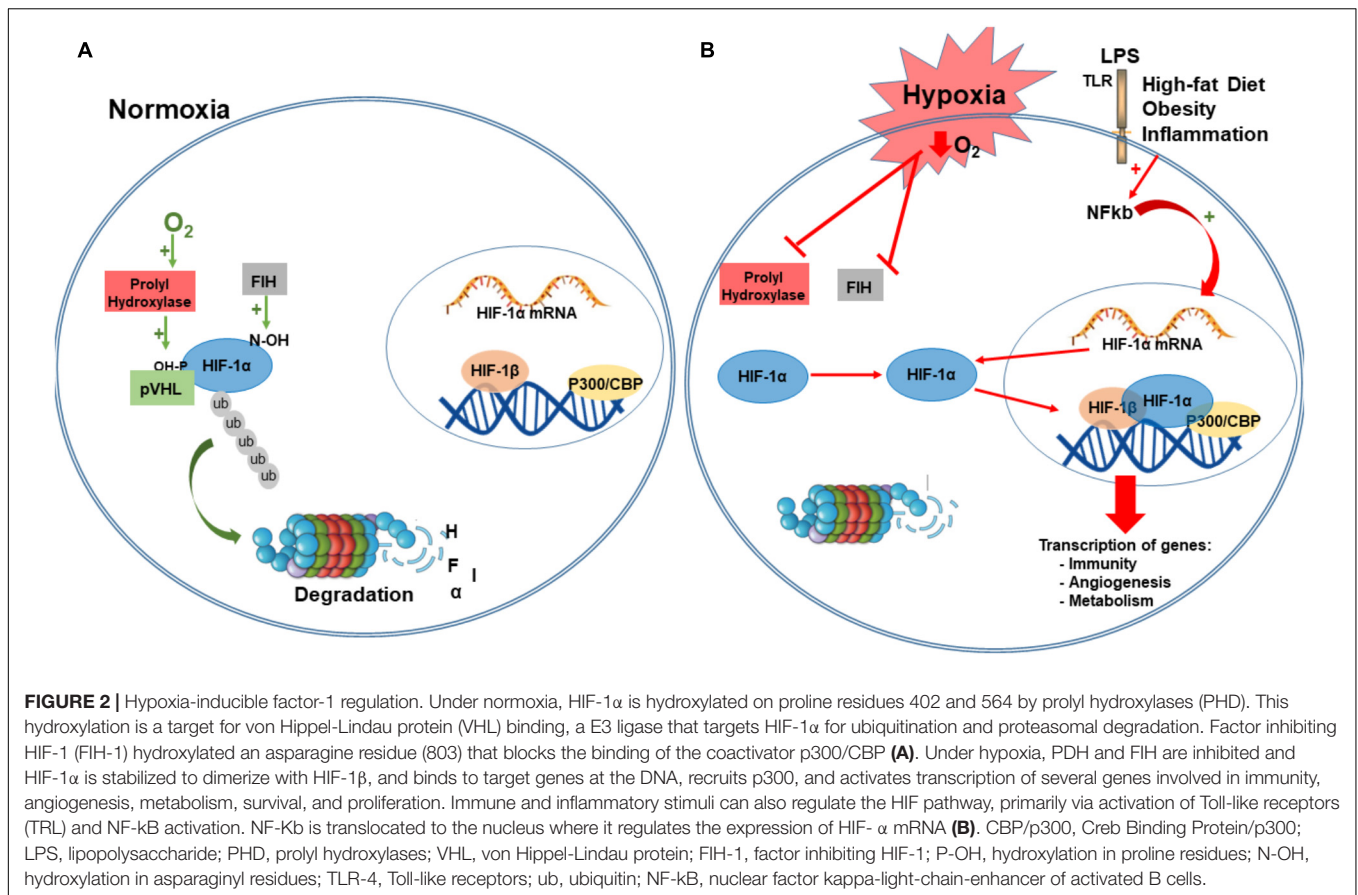 A
Normoxia
O₂
+
Prolyl
Hydroxylase
+
FIH
+
N-OH
OH-P
HIF-1α
pVHL
ub
ub
ub
ub
ub
Degradation
H
F
I
α
HIF-1α mRNA
HIF-1β
P300/CBP
B
Hypoxia
O₂
LPS
TLR
High-fat Diet
Obesity
Inflammation
+
NFkb
+
Prolyl
Hydroxylase
FIH
HIF-1α mRNA
HIF-1α
HIF-1α
HIF-1β
HIF-1α
P300/CBP
Transcription of genes:
- Immunity
- Angiogenesis
- Metabolism
FIGURE 2 | Hypoxia-inducible factor-1 regulation. Under normoxia, HIF-1α is hydroxylated on proline residues 402 and 564 by prolyl hydroxylases (PHD). This
hydroxylation is a target for von Hippel-Lindau protein (VHL) binding, a E3 ligase that targets HIF-1α for ubiquitination and proteasomal degradation. Factor inhibiting
HIF-1 (FIH-1) hydroxylated an asparagine residue (803) that blocks the binding of the coactivator p300/CBP (A). Under hypoxia, PDH and FIH are inhibited and
HIF-1α is stabilized to dimerize with HIF-1β, and binds to target genes at the DNA, recruits p300, and activates transcription of several genes involved in immunity,
angiogenesis, metabolism, survival, and proliferation. Immune and inflammatory stimuli can also regulate the HIF pathway, primarily via activation of Toll-like receptors
(TRL) and NF-kB activation. NF-Kb is translocated to the nucleus where it regulates the expression of HIF- α mRNA (B). CBP/p300, Creb Binding Protein/p300;
LPS, lipopolysaccharide; PHD, prolyl hydroxylases; VHL, von Hippel-Lindau protein; FIH-1, factor inhibiting HIF-1; P-OH, hydroxylation in proline residues; N-OH,
hydroxylation in asparaginyl residues; TLR-4, Toll-like receptors; ub, ubiquitin; NF-kB, nuclear factor kappa-light-chain-enhancer of activated B cells.